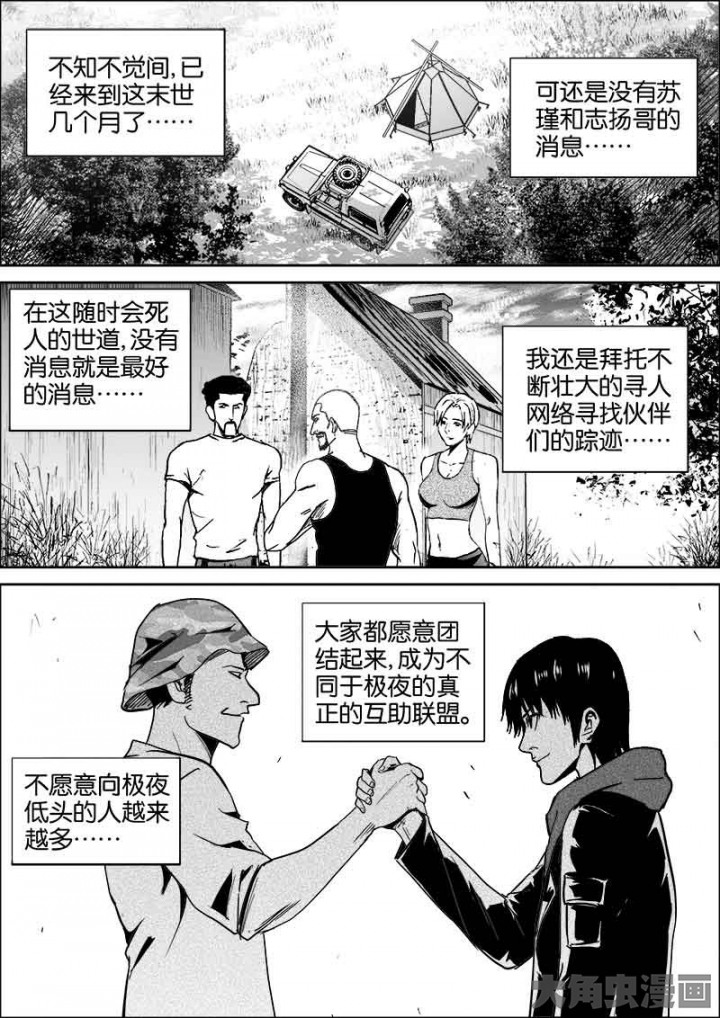 不知不觉间,已
经来到这末世
几个月了……
可还是没有苏
瑾和志扬哥的
消息……
在这随时会死
人的世道,没有
消息就是最好
的消息……
我还是拜托不
断壮大的寻人
网络寻找伙伴
们的踪迹……
大家都愿意团
结起来,成为不
同于极夜的真
正的互助联盟。
不愿意向极夜
低头的人越来
越多……
大角虫漫画